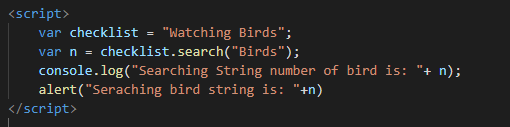 <script>
var checklist = "Watching Birds";
var n = checklist.search("Birds");
console.log("Searching String number of bird is: "+ n);
alert("Seraching bird string is: "+n)
</script>